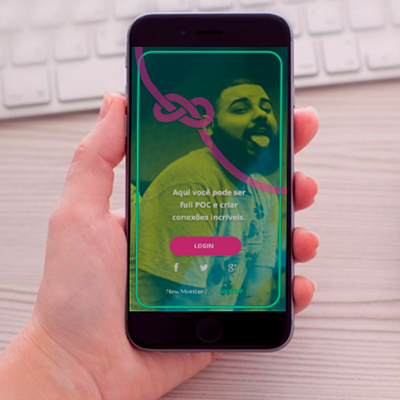 Aqui você pode ser
full POC e criar
conexões incríveis.
LOGIN
f g+
New Member?